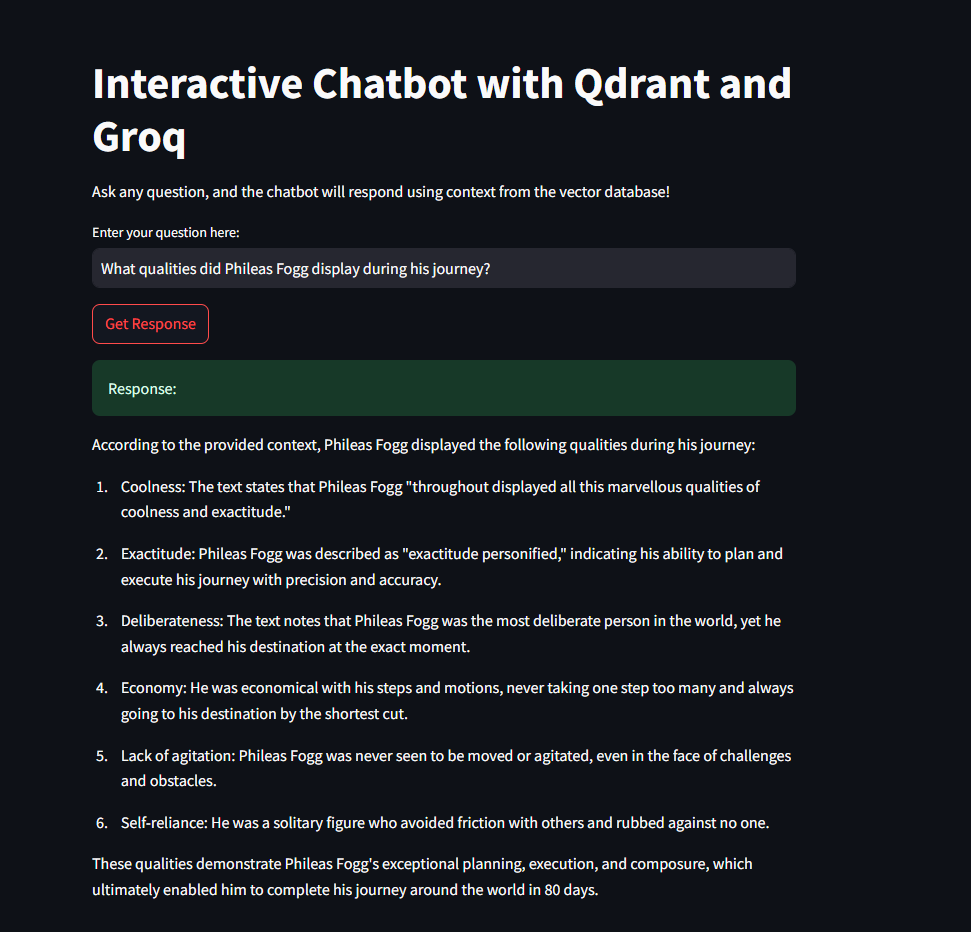 Interactive Chatbot with Qdrant and
Groq
Ask any question, and the chatbot will respond using context from the vector database!
Enter your question here:
What qualities did Phileas Fogg display during his journey?
Get Response
Response:
According to the provided context, Phileas Fogg displayed the following qualities during his journey:
1. Coolness: The text states that Phileas Fogg "throughout displayed all this marvellous qualities of
coolness and exactitude."
2. Exactitude: Phileas Fogg was described as "exactitude personified," indicating his ability to plan and
execute his journey with precision and accuracy.
3. Deliberateness: The text notes that Phileas Fogg was the most deliberate person in the world, yet he
always reached his destination at the exact moment.
4. Economy: He was economical with his steps and motions, never taking one step too many and always
going to his destination by the shortest cut.
5. Lack of agitation: Phileas Fogg was never seen to be moved or agitated, even in the face of challenges
and obstacles.
6. Self-reliance: He was a solitary figure who avoided friction with others and rubbed against no one.
These qualities demonstrate Phileas Fogg's exceptional planning, execution, and composure, which
ultimately enabled him to complete his journey around the world in 80 days.